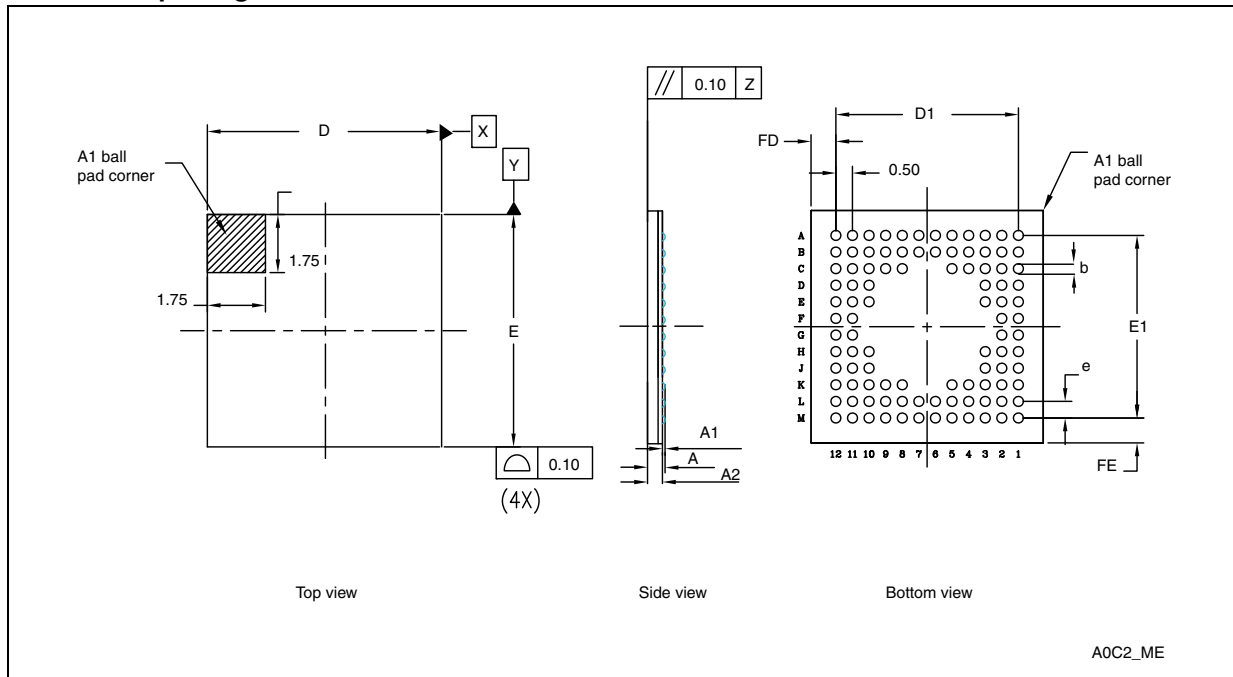 // 0.10 Z
D
X
A1 ball
pad corner
Y
1.75
1.75
E
0.10
(4X)
A1
A
A2
D1
FD
0.50
A1 ball
pad corner
A
B
C
D
E
F
G
H
J
K
L
M
b
E1
e
12 11 10 9 8 7 6 5 4 3 2 1
FE
Top view
Side view
Bottom view
A0C2_ME